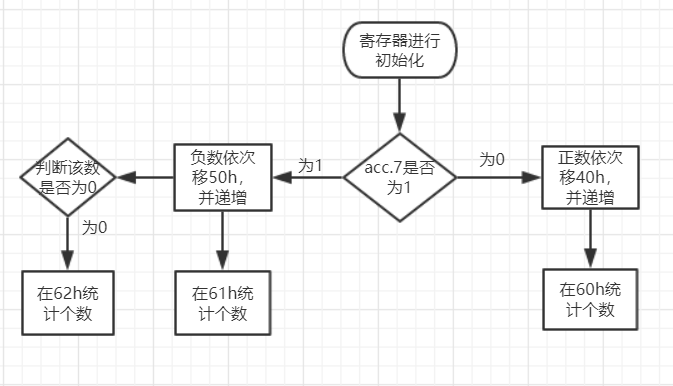 寄存器进行
初始化
判断该数
是否为0
负数依次
移50h，
并递增
为1
acc.7是否
为1
为0
正数依次
移40h，
并递增
为0
在62h统
计个数
在61h统
计个数
在60h统
计个数